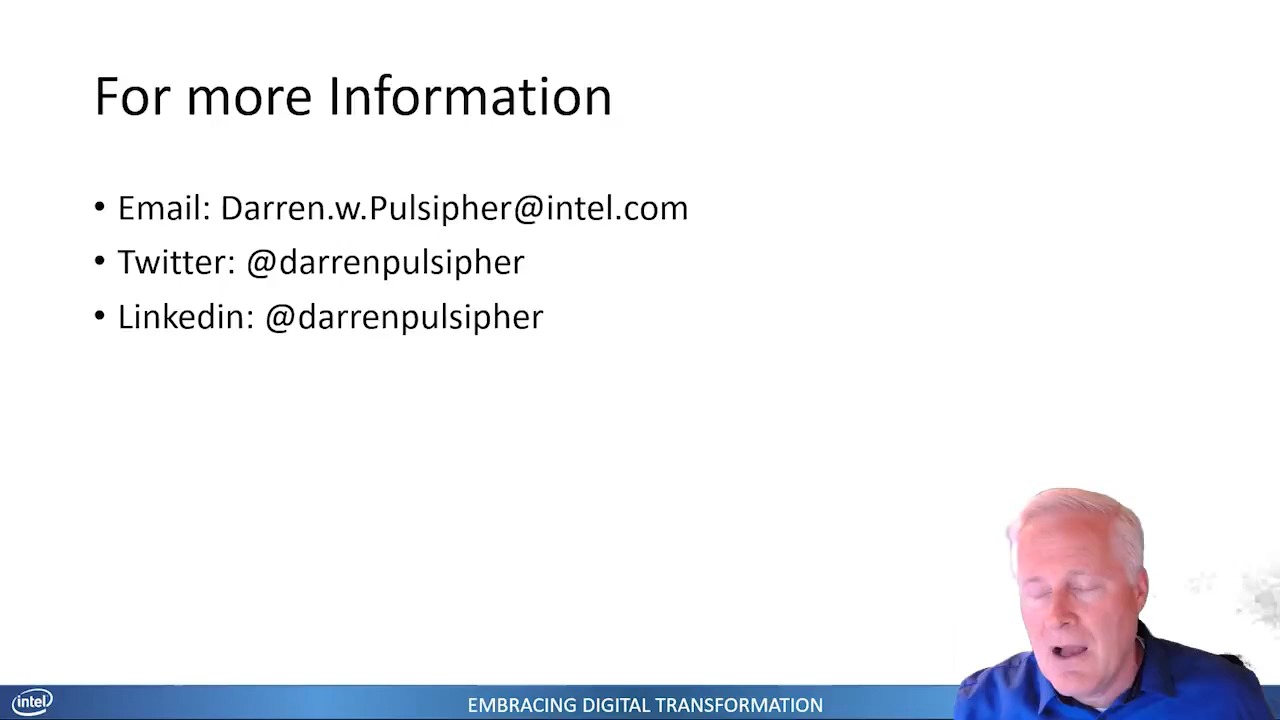 For more Information
• Email: Darren.w.Pulsipher@intel.com
• Twitter: @darrenpulsipher
• Linkedin: @darrenpulsipher
intel
EMBRACING DIGITAL TRANSFORMATION